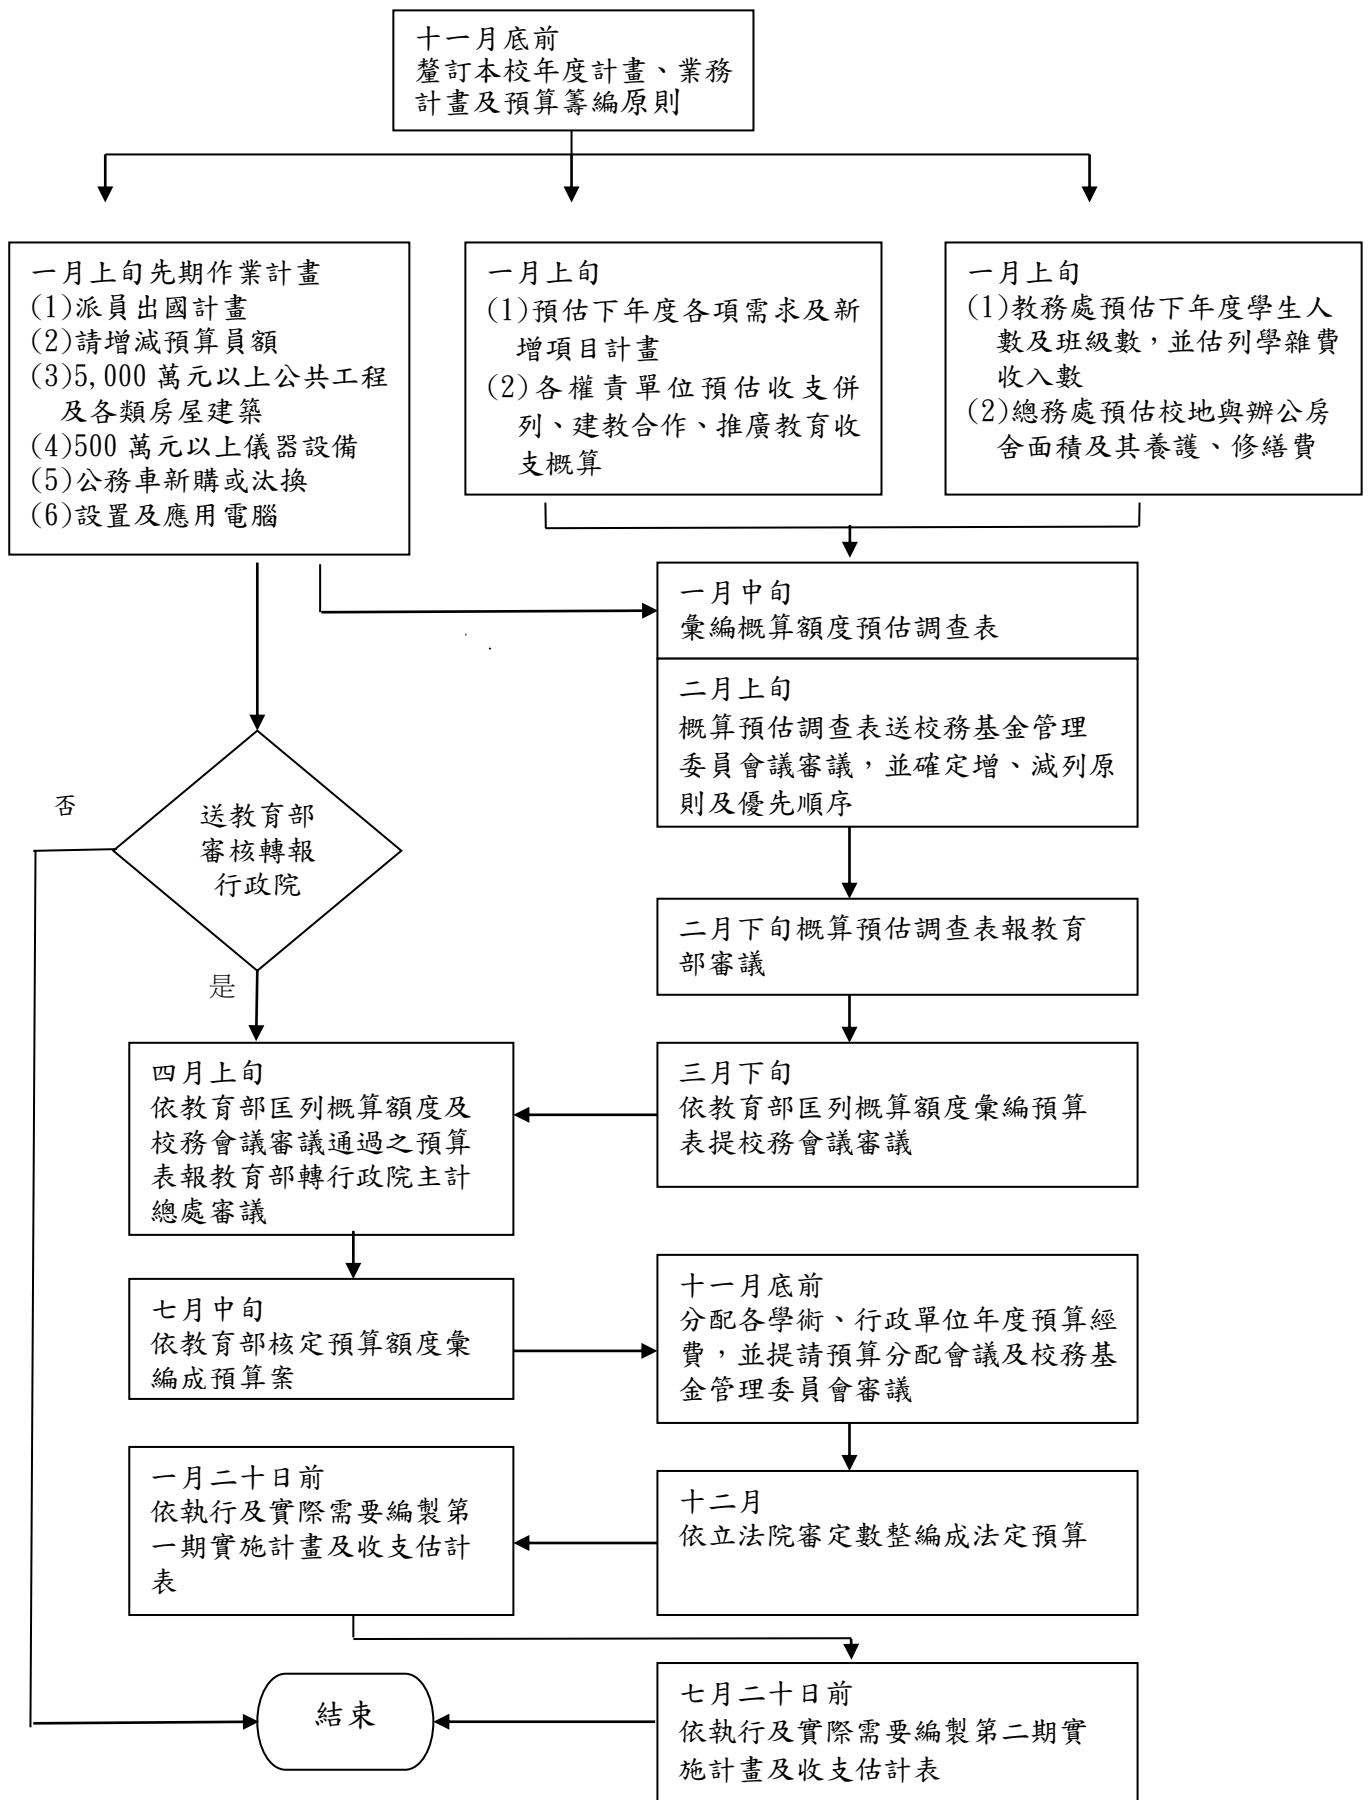 十一月底前
釐訂本校年度計畫、業務
計畫及預算籌編原則
一月上旬先期作業計畫
(1)派員出國計畫
(2)請增減預算員額
(3)5,000 萬元以上公共工程
及各類房屋建築
(4)500 萬元以上儀器設備
(5)公務車新購或汰換
(6)設置及應用電腦
一月上旬
(1)預估下年度各項需求及新
增項目計畫
(2)各權責單位預估收支併
列、建教合作、推廣教育收
支概算
一月上旬
(1)教務處預估下年度學生人
數及班級數，並估列學雜費
收入數
(2)總務處預估校地與辦公房
舍面積及其養護、修繕費
一月中旬
彙編概算額度預估調查表
二月上旬
概算預估調查表送校務基金管理
委員會議審議，並確定增、減列原
則及優先順序
否
送教育部
審核轉報
行政院
是
二月下旬概算預估調查表報教育
部審議
三月下旬
依教育部匡列概算額度彙編預算
表提校務會議審議
四月上旬
依教育部匡列概算額度及
校務會議審議通過之預算
表報教育部轉行政院主計
總處審議
七月中旬
依教育部核定預算額度彙
編成預算案
十一月底前
分配各學術、行政單位年度預算經
費，並提請預算分配會議及校務基
金管理委員會審議
十二月
依立法院審定數整編成法定預算
一月二十日前
依執行及實際需要編製第
一期實施計畫及收支估計
表
七月二十日前
依執行及實際需要編製第二期實
施計畫及收支估計表
結束